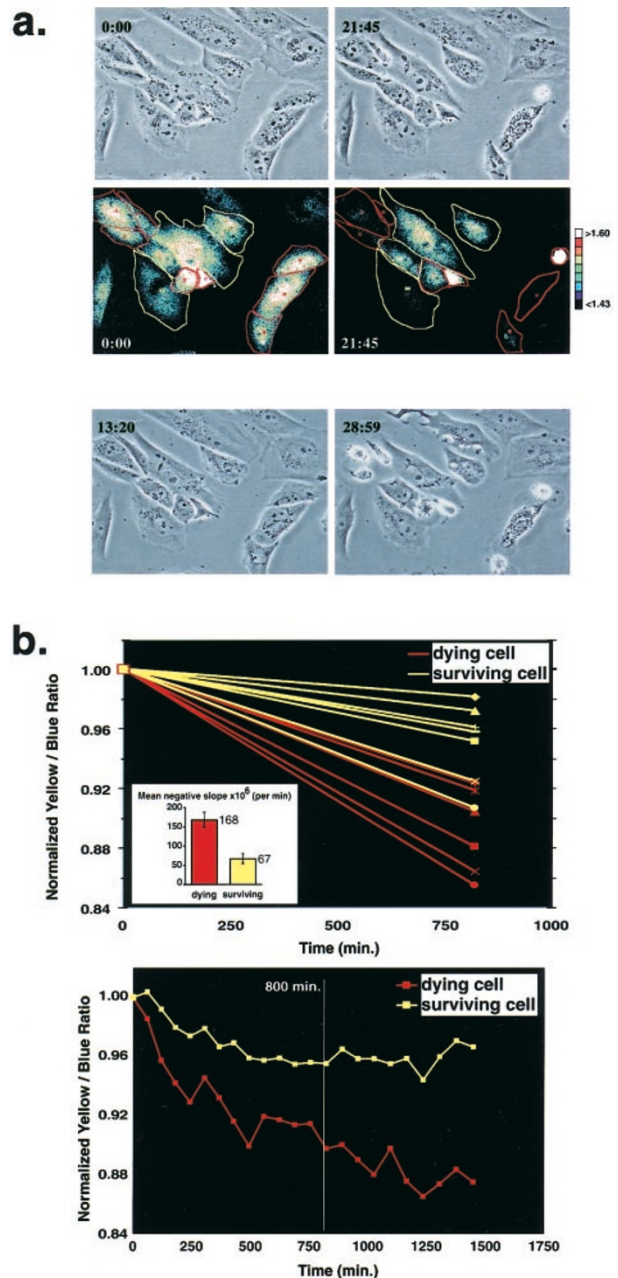 a.
0:00
21:45
0:00
21:45
>1.60
<1.43
13:20
28:59
b.
Normalized Yellow / Blue Ratio
1.00
0.96
0.92
0.88
0.84
dying cell
surviving cell
Mean negative slope x10⁶ (per min)
200
150
100
50
0
168
67
dying surviving
0 250 500 750 1000
Time (min.)
Normalized Yellow / Blue Ratio
1.00
0.96
0.92
0.88
0.84
800 min.
dying cell
surviving cell
0 250 500 750 1000 1250 1500 1750
Time (min.)